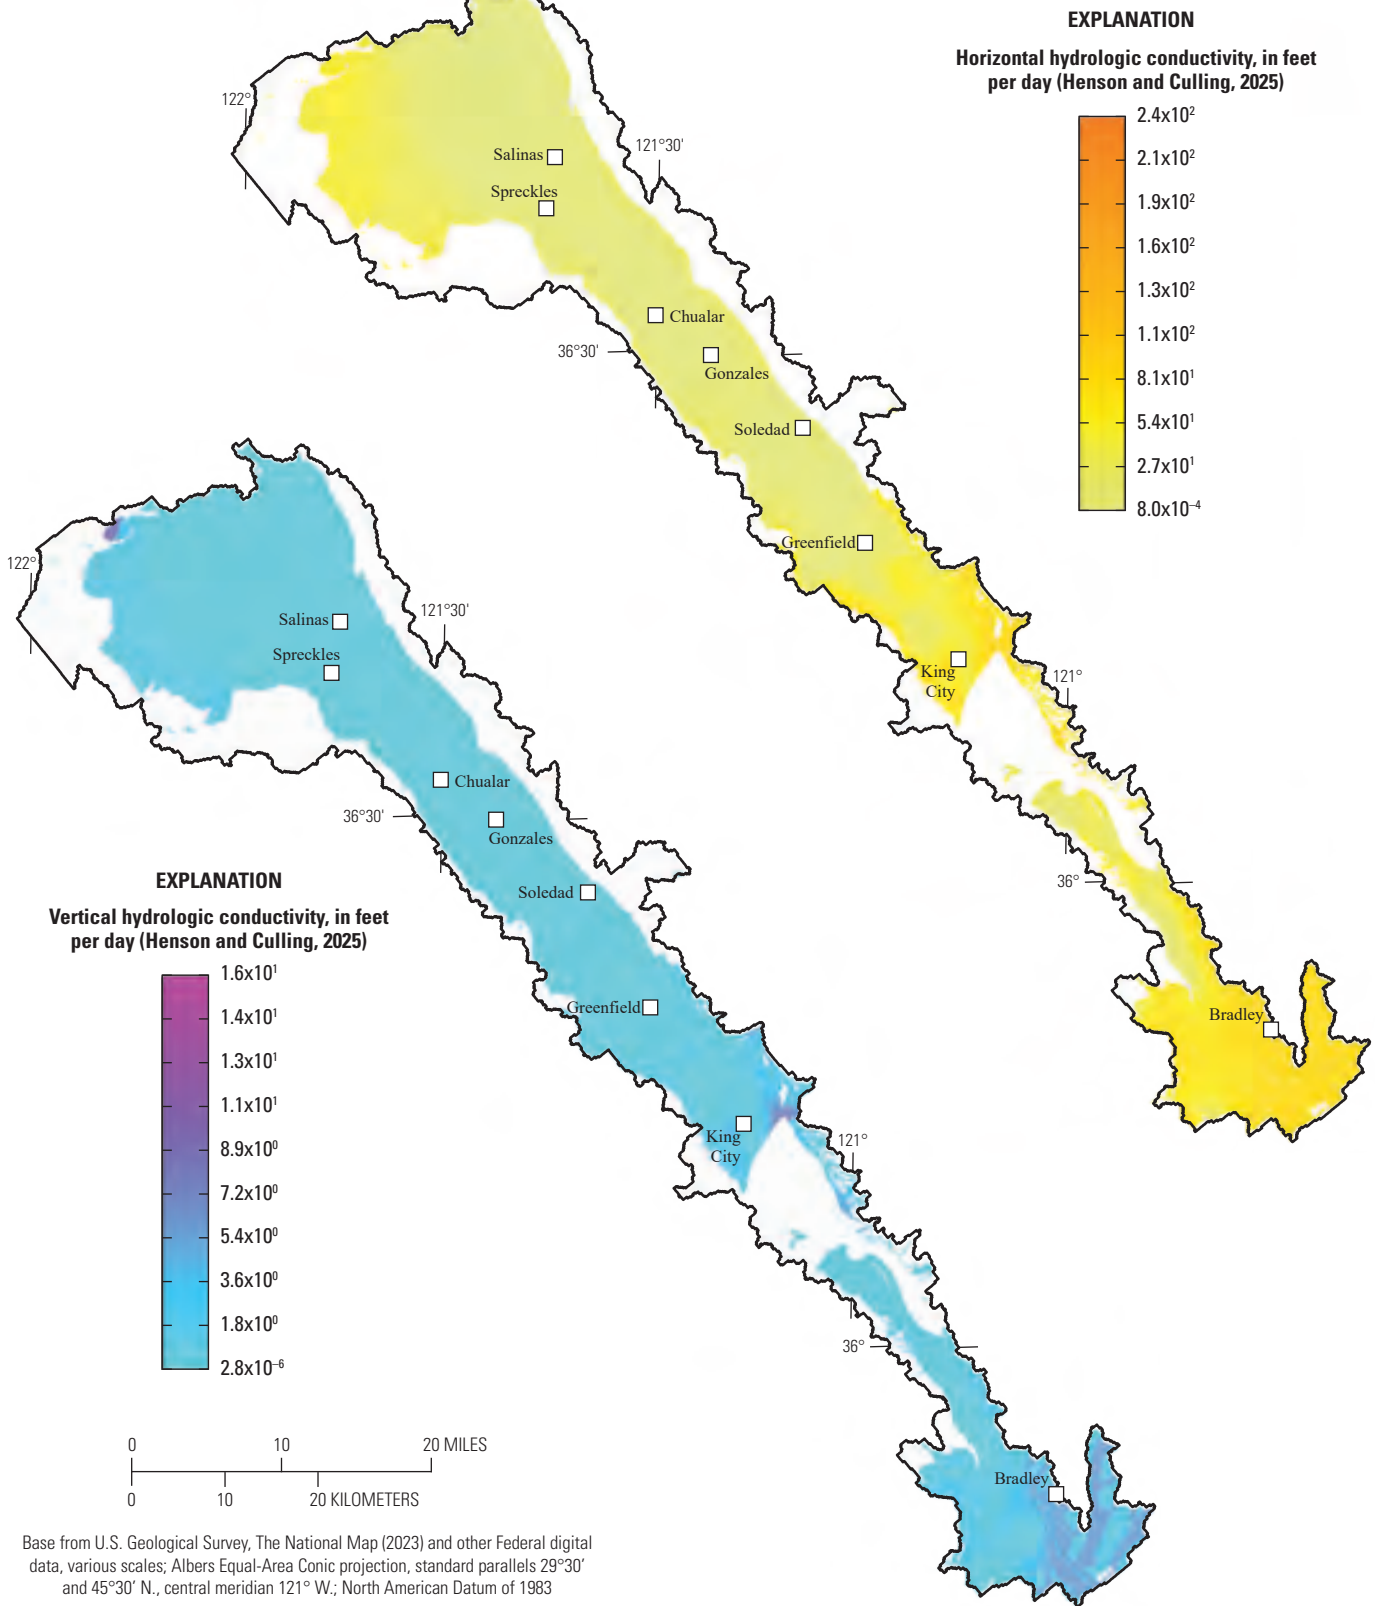 EXPLANATION
Horizontal hydrologic conductivity, in feet
per day (Henson and Culling, 2025)
2.4x10²
2.1x10²
1.9x10²
1.6x10²
1.3x10²
1.1x10²
8.1x10¹
5.4x10¹
2.7x10¹
8.0x10⁻⁴
122°
121°30'
Salinas
Spreckles
Chualar
36°30'
Gonzales
Soledad
Greenfield
King
City
121°
36°
Bradley
122°
121°30'
Salinas
Spreckles
Chualar
36°30'
Gonzales
Soledad
Greenfield
King
City
121°
36°
Bradley
EXPLANATION
Vertical hydrologic conductivity, in feet
per day (Henson and Culling, 2025)
1.6x10¹
1.4x10¹
1.3x10¹
1.1x10¹
8.9x10⁰
7.2x10⁰
5.4x10⁰
3.6x10⁰
1.8x10⁰
2.8x10⁻⁶
0 10 20 MILES
0 10 20 KILOMETERS
Base from U.S. Geological Survey, The National Map (2023) and other Federal digital
data, various scales; Albers Equal-Area Conic projection, standard parallels 29°30′
and 45°30′ N., central meridian 121° W.; North American Datum of 1983